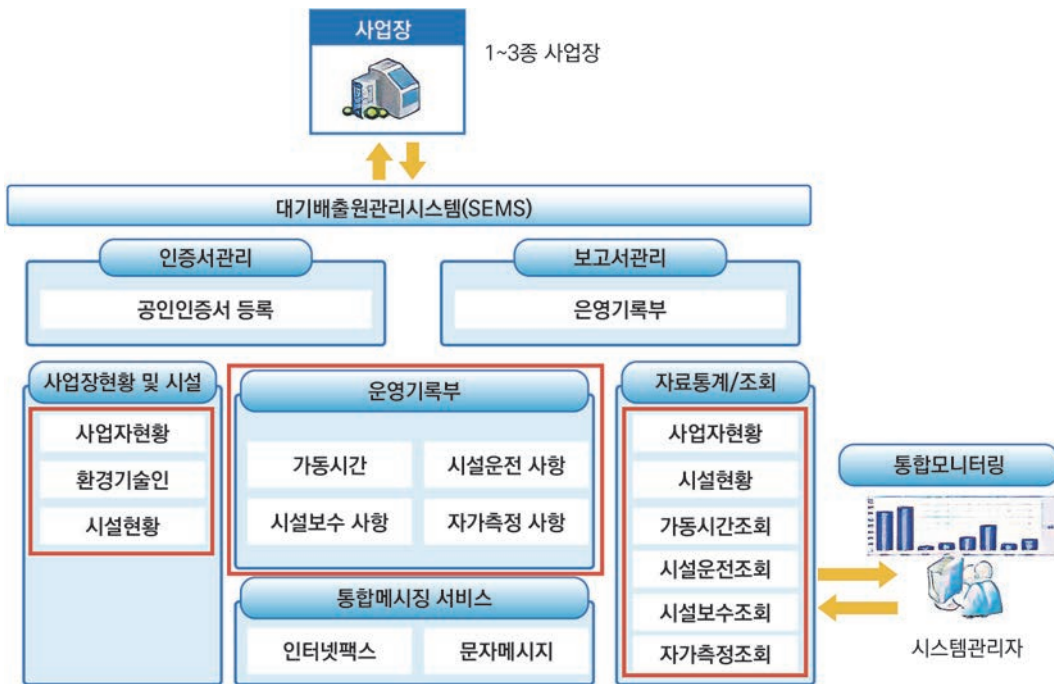 사업장
1~3종 사업장
대기배출원관리시스템(SEMS)
인증서관리
보고서관리
공인인증서 등록
은영기록부
사업장현황 및 시설
운영기록부
자료통계/조회
사업자현황
환경기술인
시설현황
가동시간
시설운전 사항
시설보수 사항
자가측정 사항
사업자현황
시설현황
가동시간조회
시설운전조회
시설보수조회
자가측정조회
통합모니터링
시스템관리자
통합메시징 서비스
인터넷팩스
문자메시지